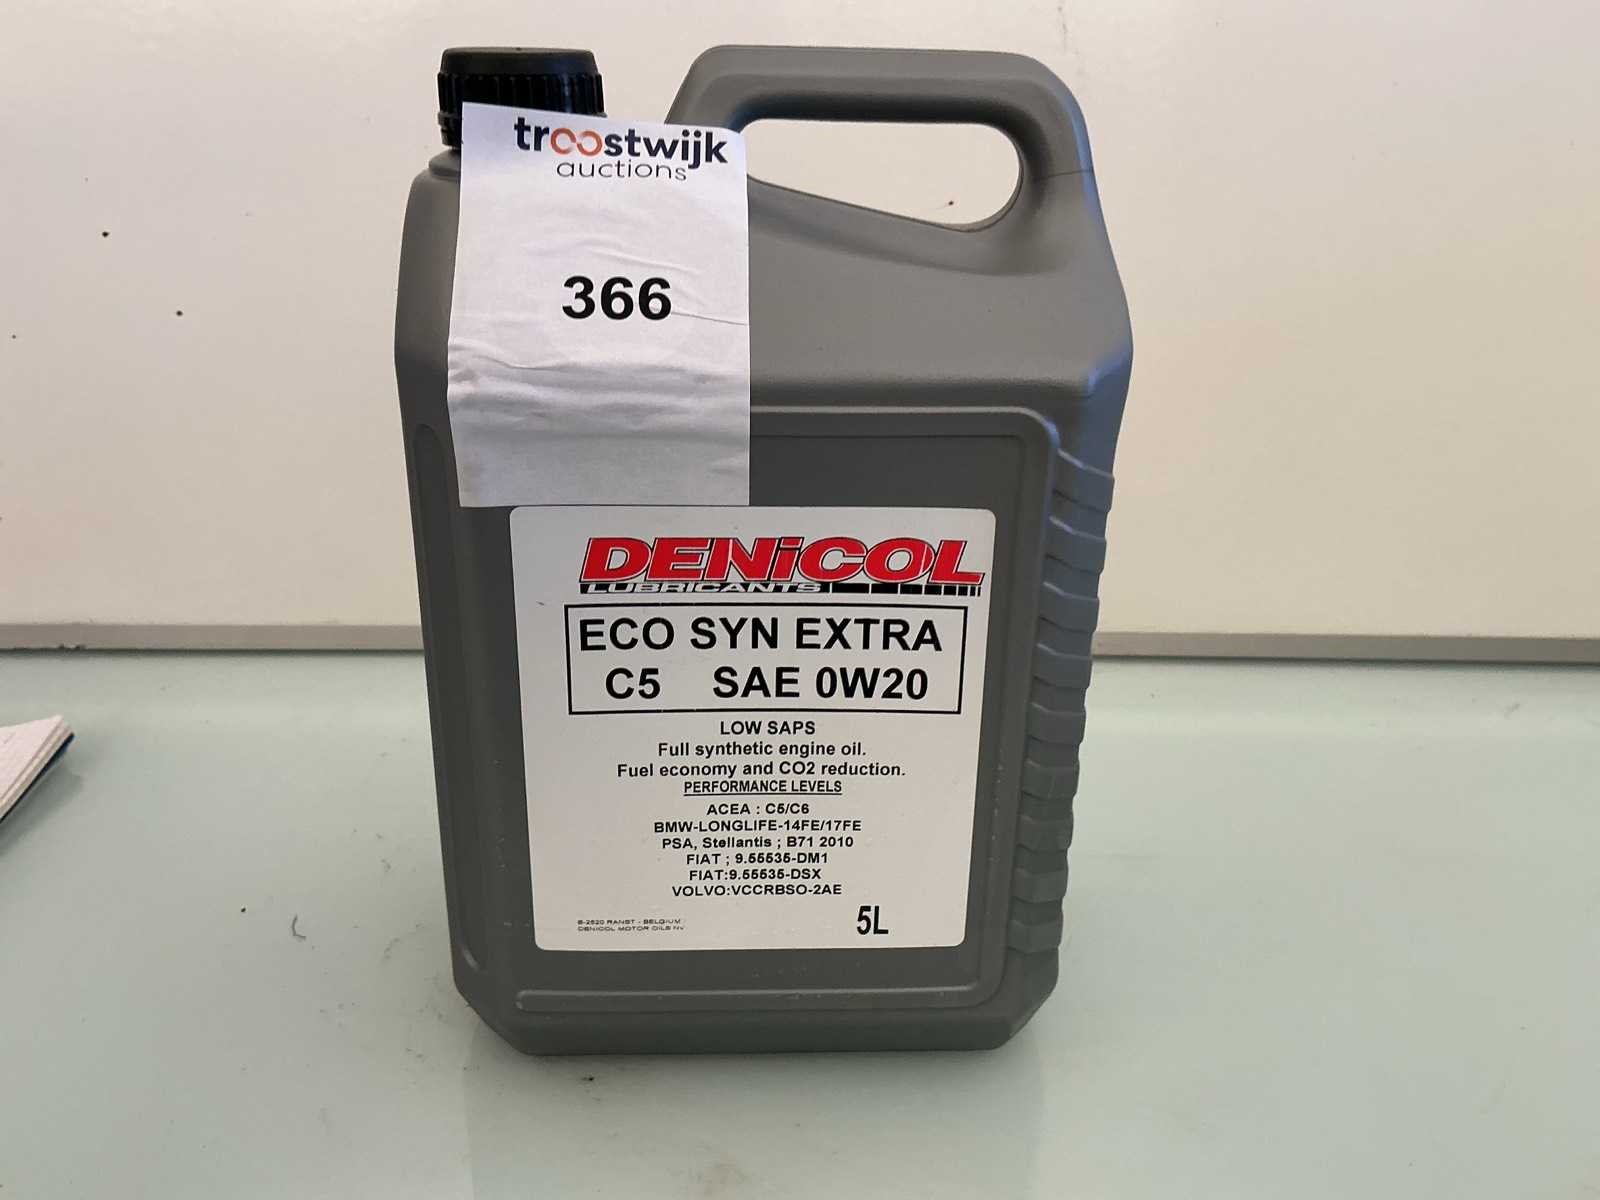 troostwijk
auctions
366
DENiCOL
LUBRICANTS
ECO SYN EXTRA
C5 SAE 0W20
LOW SAPS
Full synthetic engine oil.
Fuel economy and CO2 reduction.
PERFORMANCE LEVELS
ACEA : C5/C6
BMW-LONGLIFE-14FE/17FE
PSA, Stellantis ; B71 2010
FIAT ; 9.55535-DM1
FIAT:9.55535-DSX
VOLVO:VCCRBSO-2AE
B-2520 RANST - BELGIUM
DENICOL MOTOR OILS NV
5L